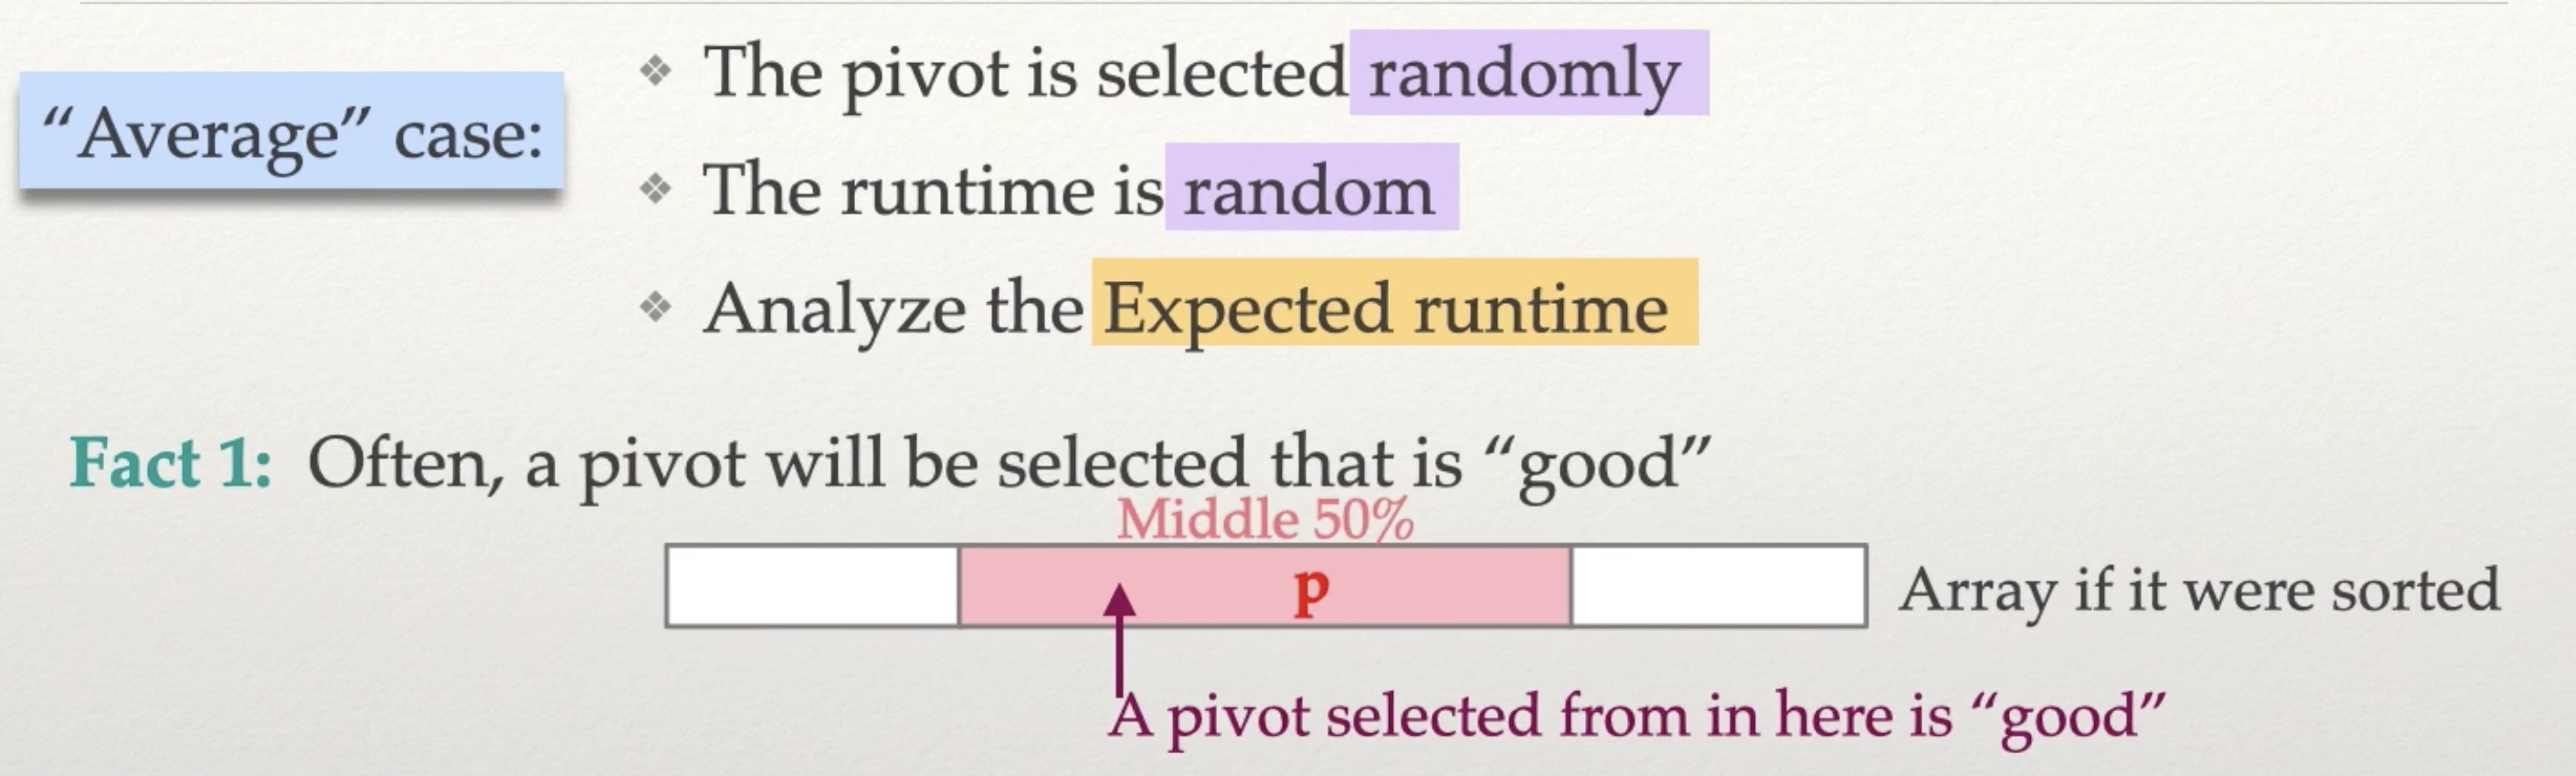 "Average" case:
❖ The pivot is selected randomly
❖ The runtime is random
❖ Analyze the Expected runtime
Fact 1: Often, a pivot will be selected that is "good"
Middle 50%
p
Array if it were sorted
A pivot selected from in here is "good"